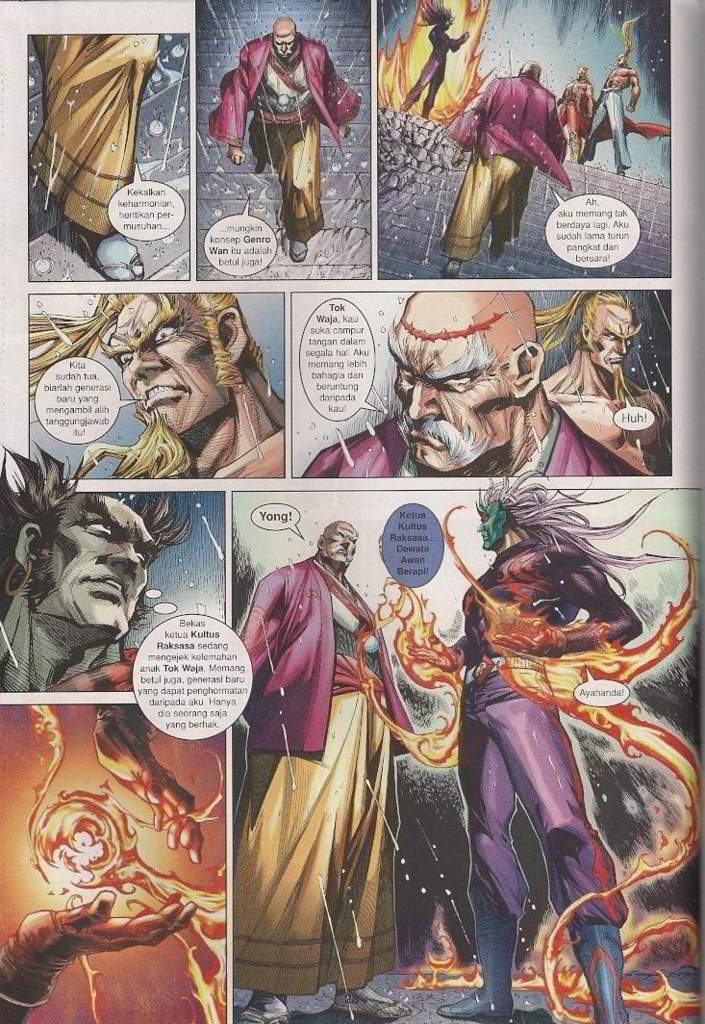 Kekalkan
keharmonian,
hentikan per-
musuhan...
...mungkin
konsep Genro
Wan itu adalah
betul juga!
Ah,
aku memang tak
berdaya lagi. Aku
sudah lama turun
pangkat dan
bersara!
Kita
sudah tua,
biarlah generasi
baru yang
mengambil alih
tanggungjawab
itu!
Tok
Waja, kau
suka campur
tangan dalam
segala hal. Aku
memang lebih
bahagia dan
beruntung
daripada
kau!
Huh!
Bekas
ketua Kultus
Raksasa sedang
mengejek kelemahan
anak Tok Waja. Memang
betul juga, generasi baru
yang dapat penghormatan
daripada aku. Hanya
dia seorang saja
yang berhak.
Yong!
Ketua
Kultus
Raksasa...
Dewata
Awan
Berapi!
Ayahanda!